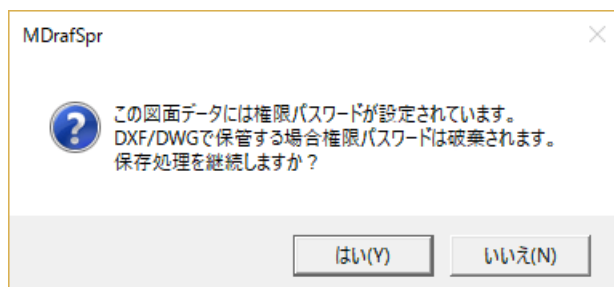 MDrafSpr
この図面データには権限パスワードが設定されています。
DXF/DWGで保管する場合権限パスワードは破棄されます。
保存処理を継続しますか？
はい(Y)
いいえ(N)